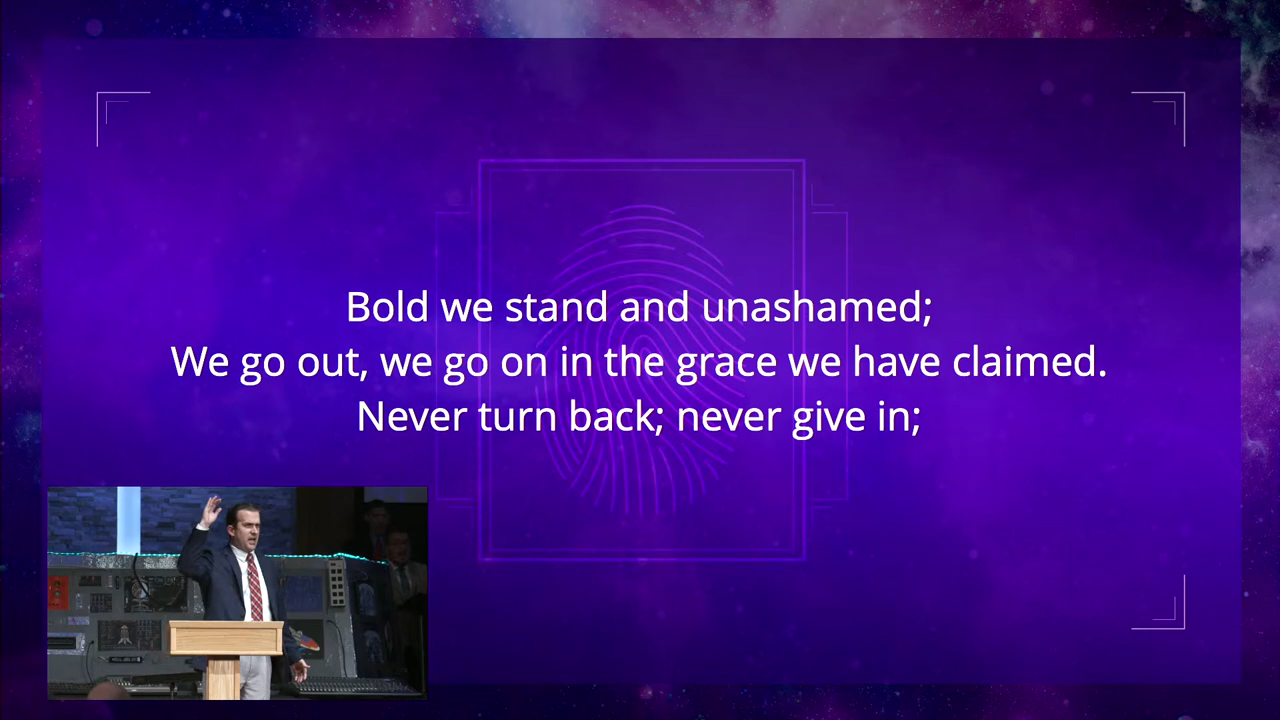 Bold we stand and unashamed;
We go out, we go on in the grace we have claimed.
Never turn back; never give in;